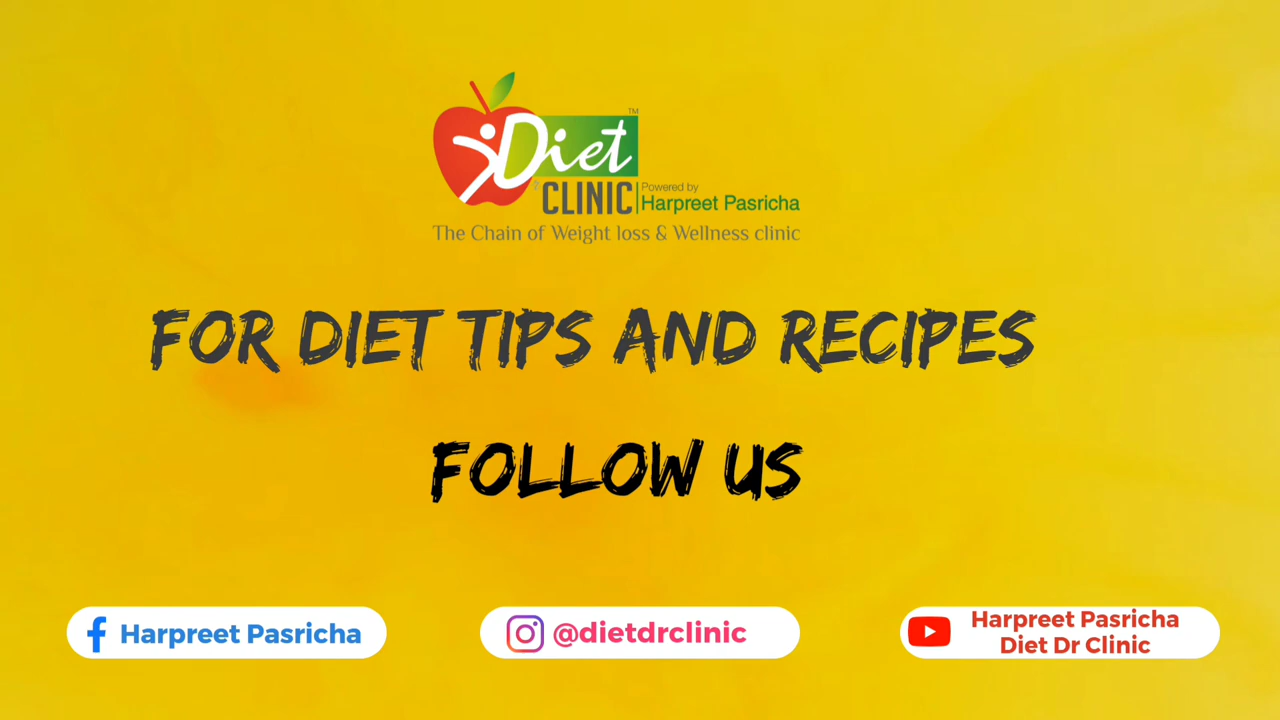 Diet ™
CLINIC
Powered by
Harpreet Pasricha
The Chain of Weight loss & Wellness clinic
FOR DIET TIPS AND RECIPES
FOLLOW US
Harpreet Pasricha
@dietdrclinic
Harpreet Pasricha
Diet Dr Clinic